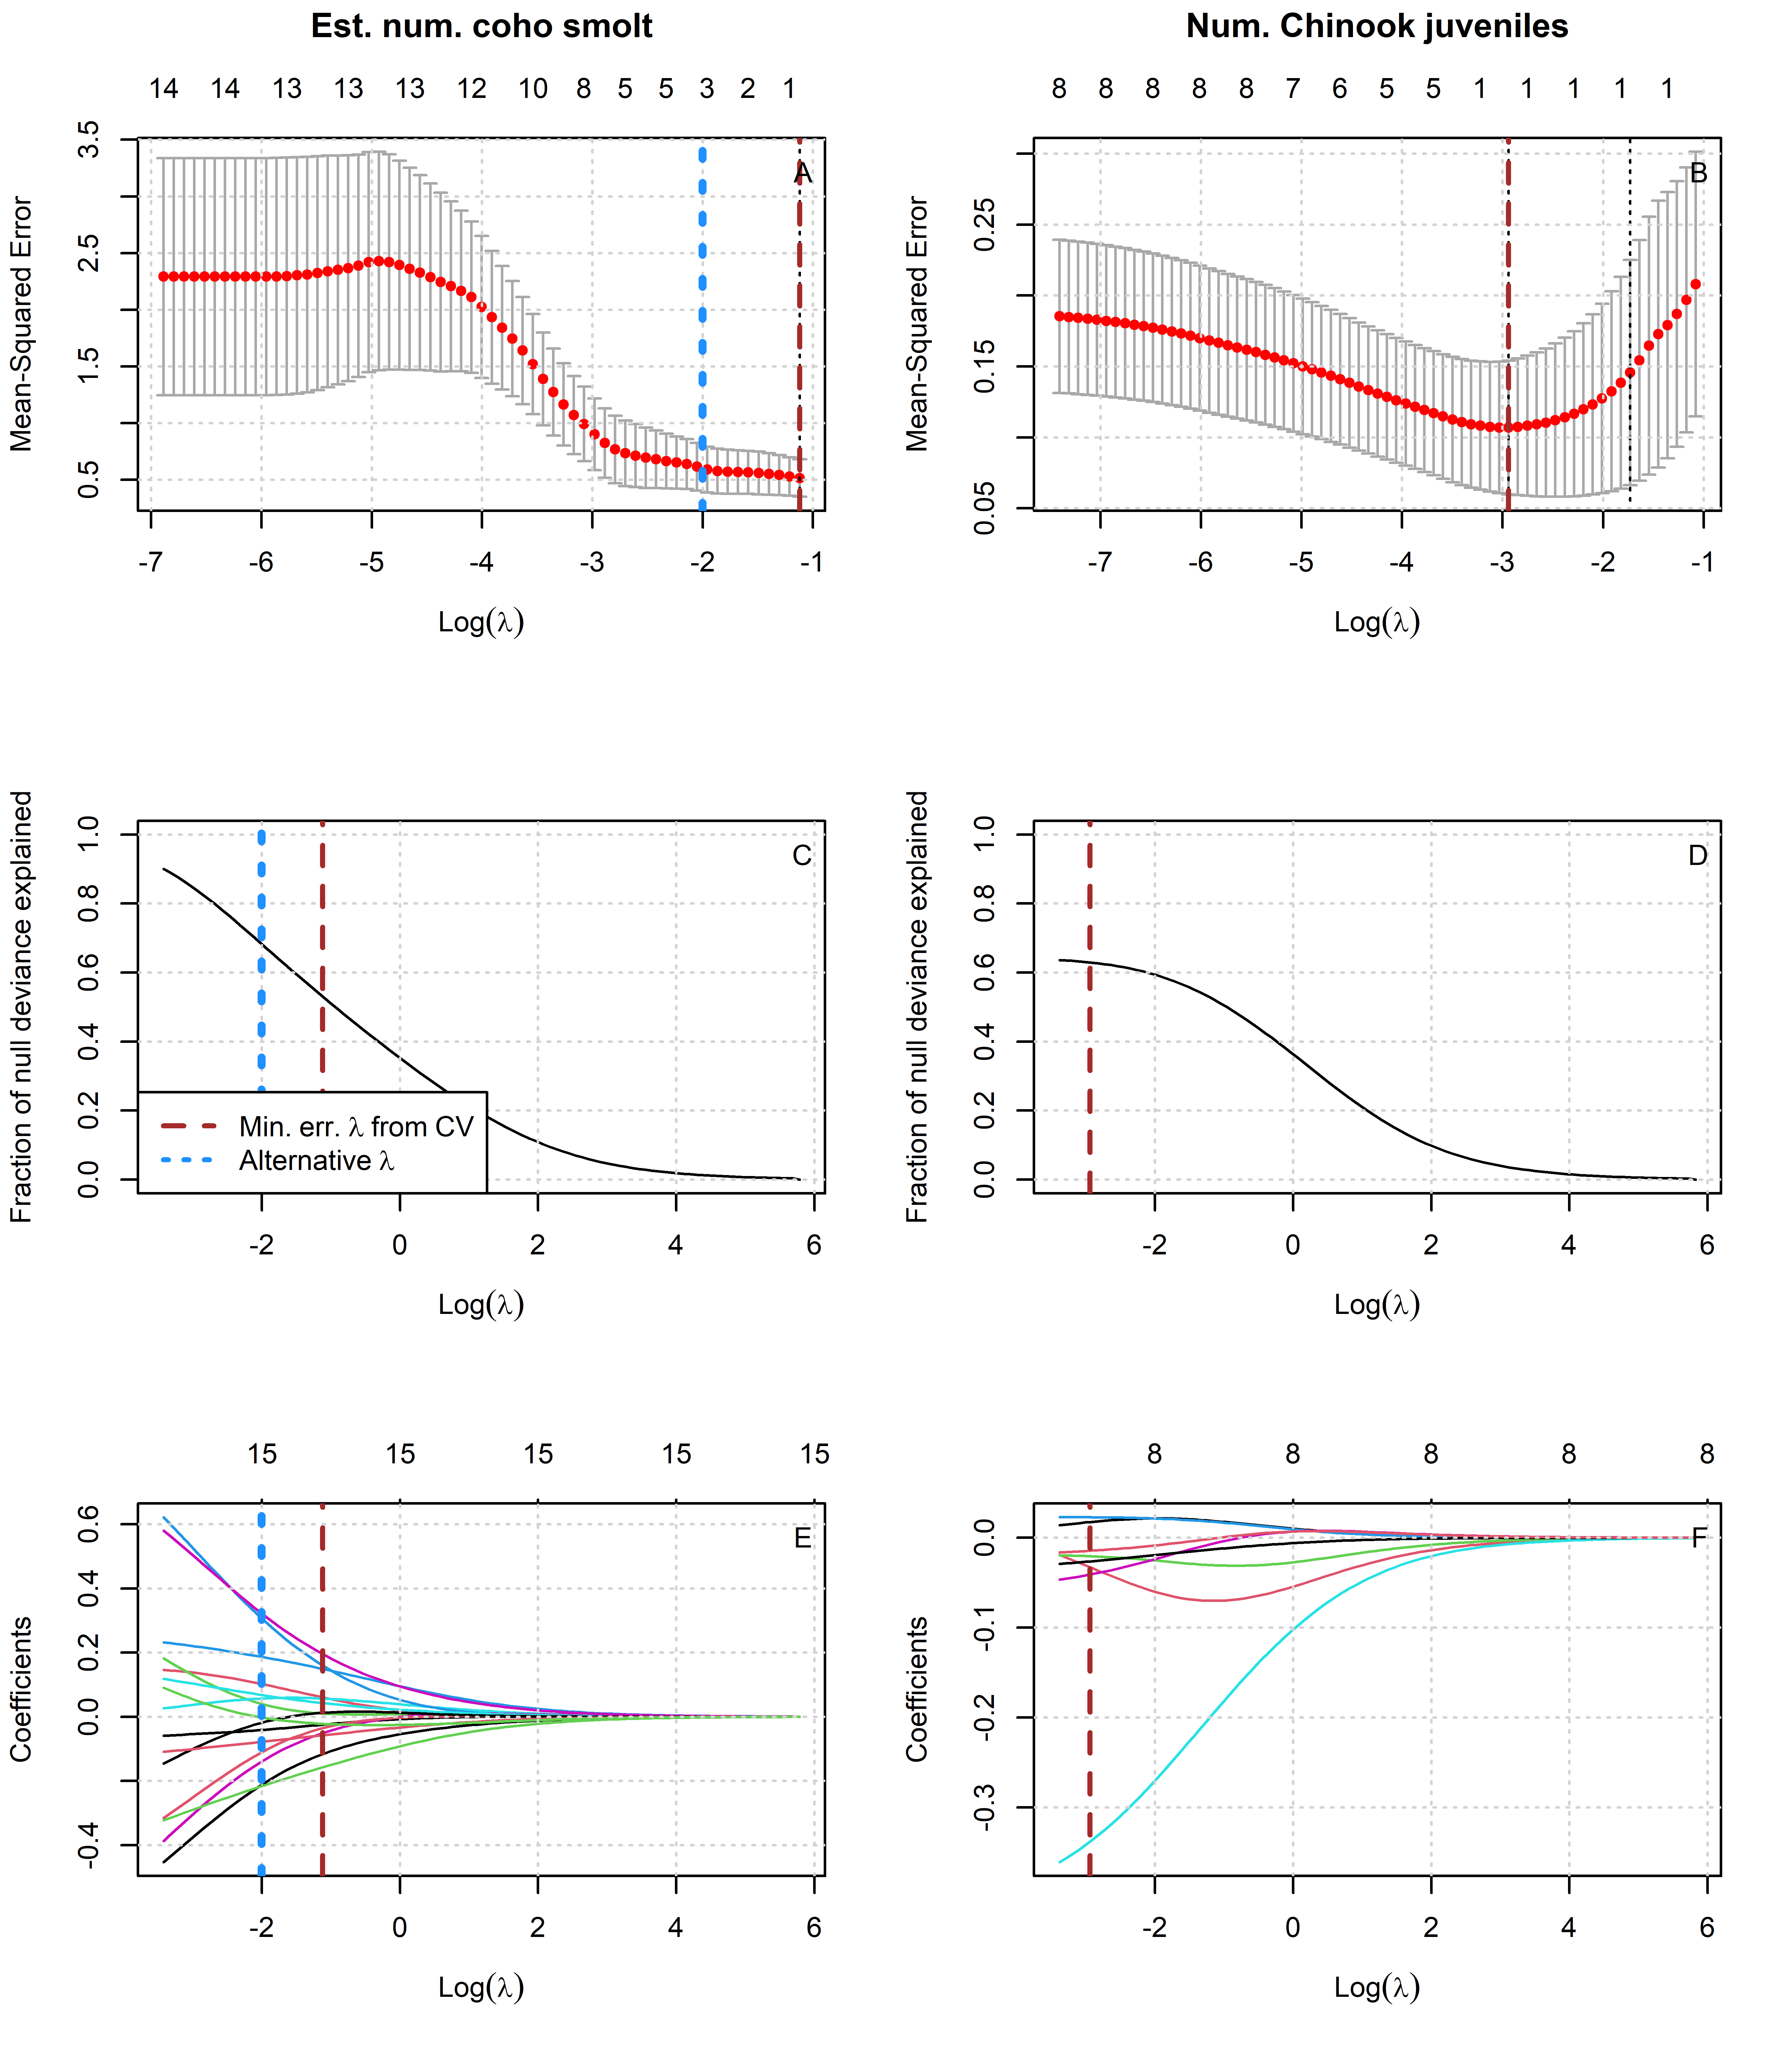 Est. num. coho smolt
14 14 13 13 13 12 10 8 5 5 3 2 1
A
Mean-Squared Error
3.5
2.5
1.5
0.5
-7 -6 -5 -4 -3 -2 -1
Log(λ)
Num. Chinook juveniles
8 8 8 8 8 7 6 5 5 1 1 1 1 1
B
Mean-Squared Error
0.25
0.15
0.05
-7 -6 -5 -4 -3 -2 -1
Log(λ)
C
Fraction of null deviance explained
1.0
0.8
0.6
0.4
0.2
0.0
Min. err. λ from CV
Alternative λ
-2 0 2 4 6
Log(λ)
D
Fraction of null deviance explained
1.0
0.8
0.6
0.4
0.2
0.0
-2 0 2 4 6
Log(λ)
15 15 15 15 15
E
Coefficients
0.6
0.4
0.2
0.0
-0.4
-2 0 2 4 6
Log(λ)
8 8 8 8 8
F
Coefficients
0.0
-0.1
-0.2
-0.3
-2 0 2 4 6
Log(λ)